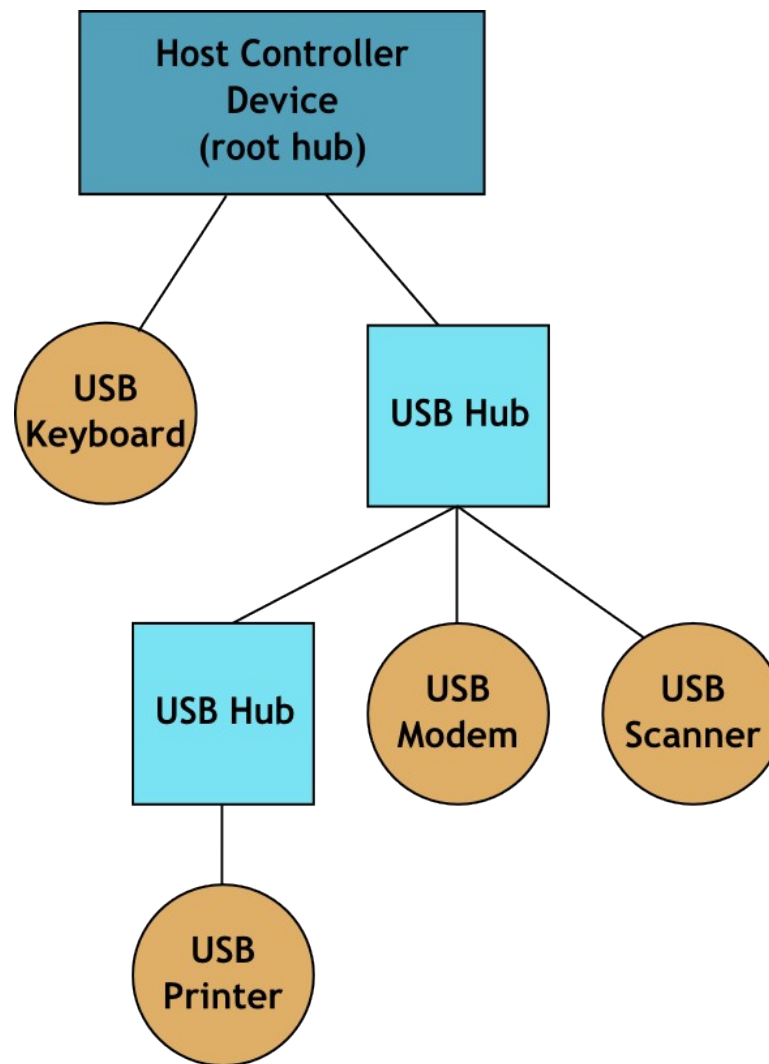 Host Controller
Device
(root hub)
USB
Keyboard
USB Hub
USB Hub
USB
Modem
USB
Scanner
USB
Printer